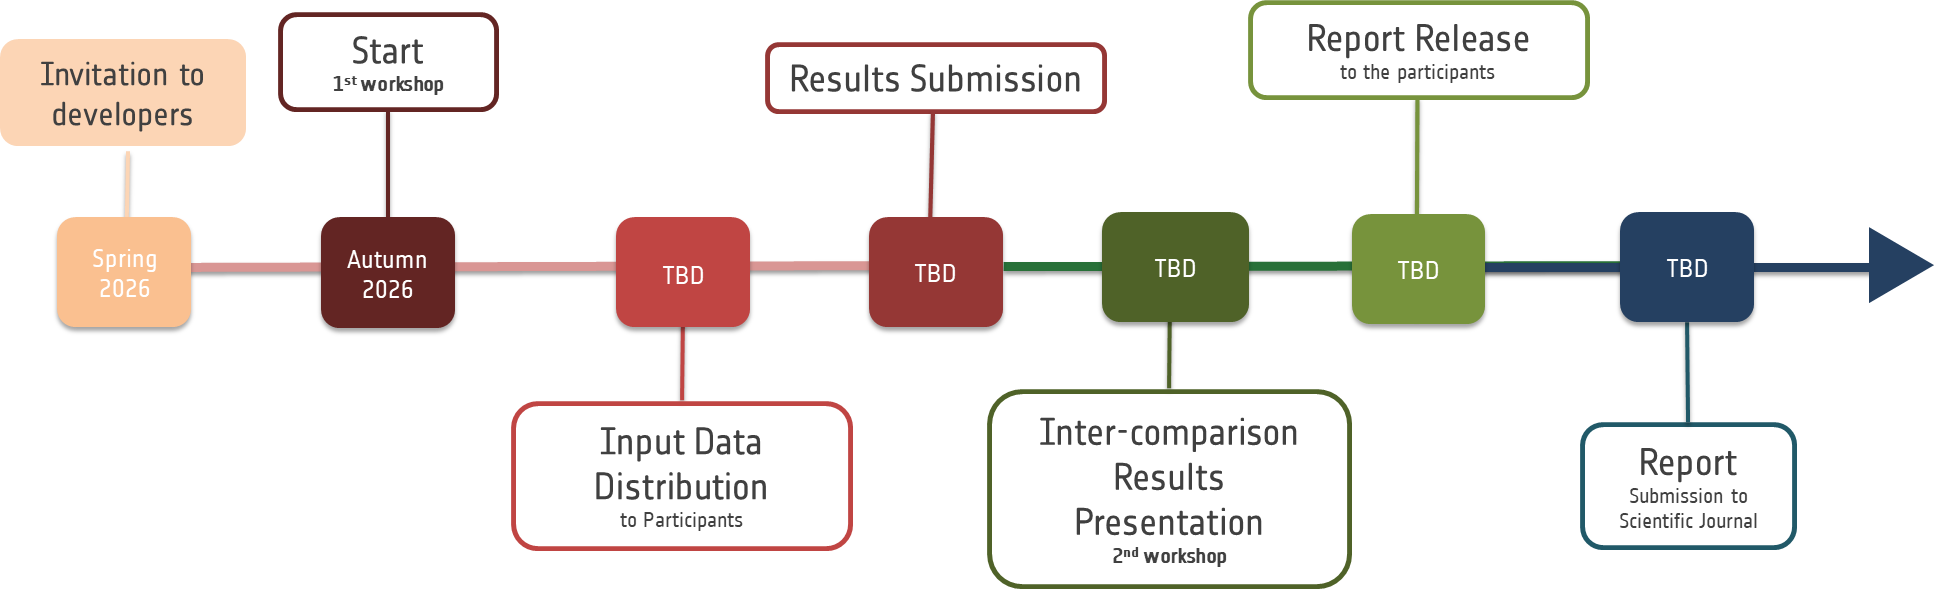 Invitation to
developers
Spring
2026
Start
1st workshop
Autumn
2026
TBD
Input Data
Distribution
to Participants
Results Submission
TBD
TBD
Inter-comparison
Results
Presentation
2nd workshop
Report Release
to the participants
TBD
TBD
Report
Submission to
Scientific Journal